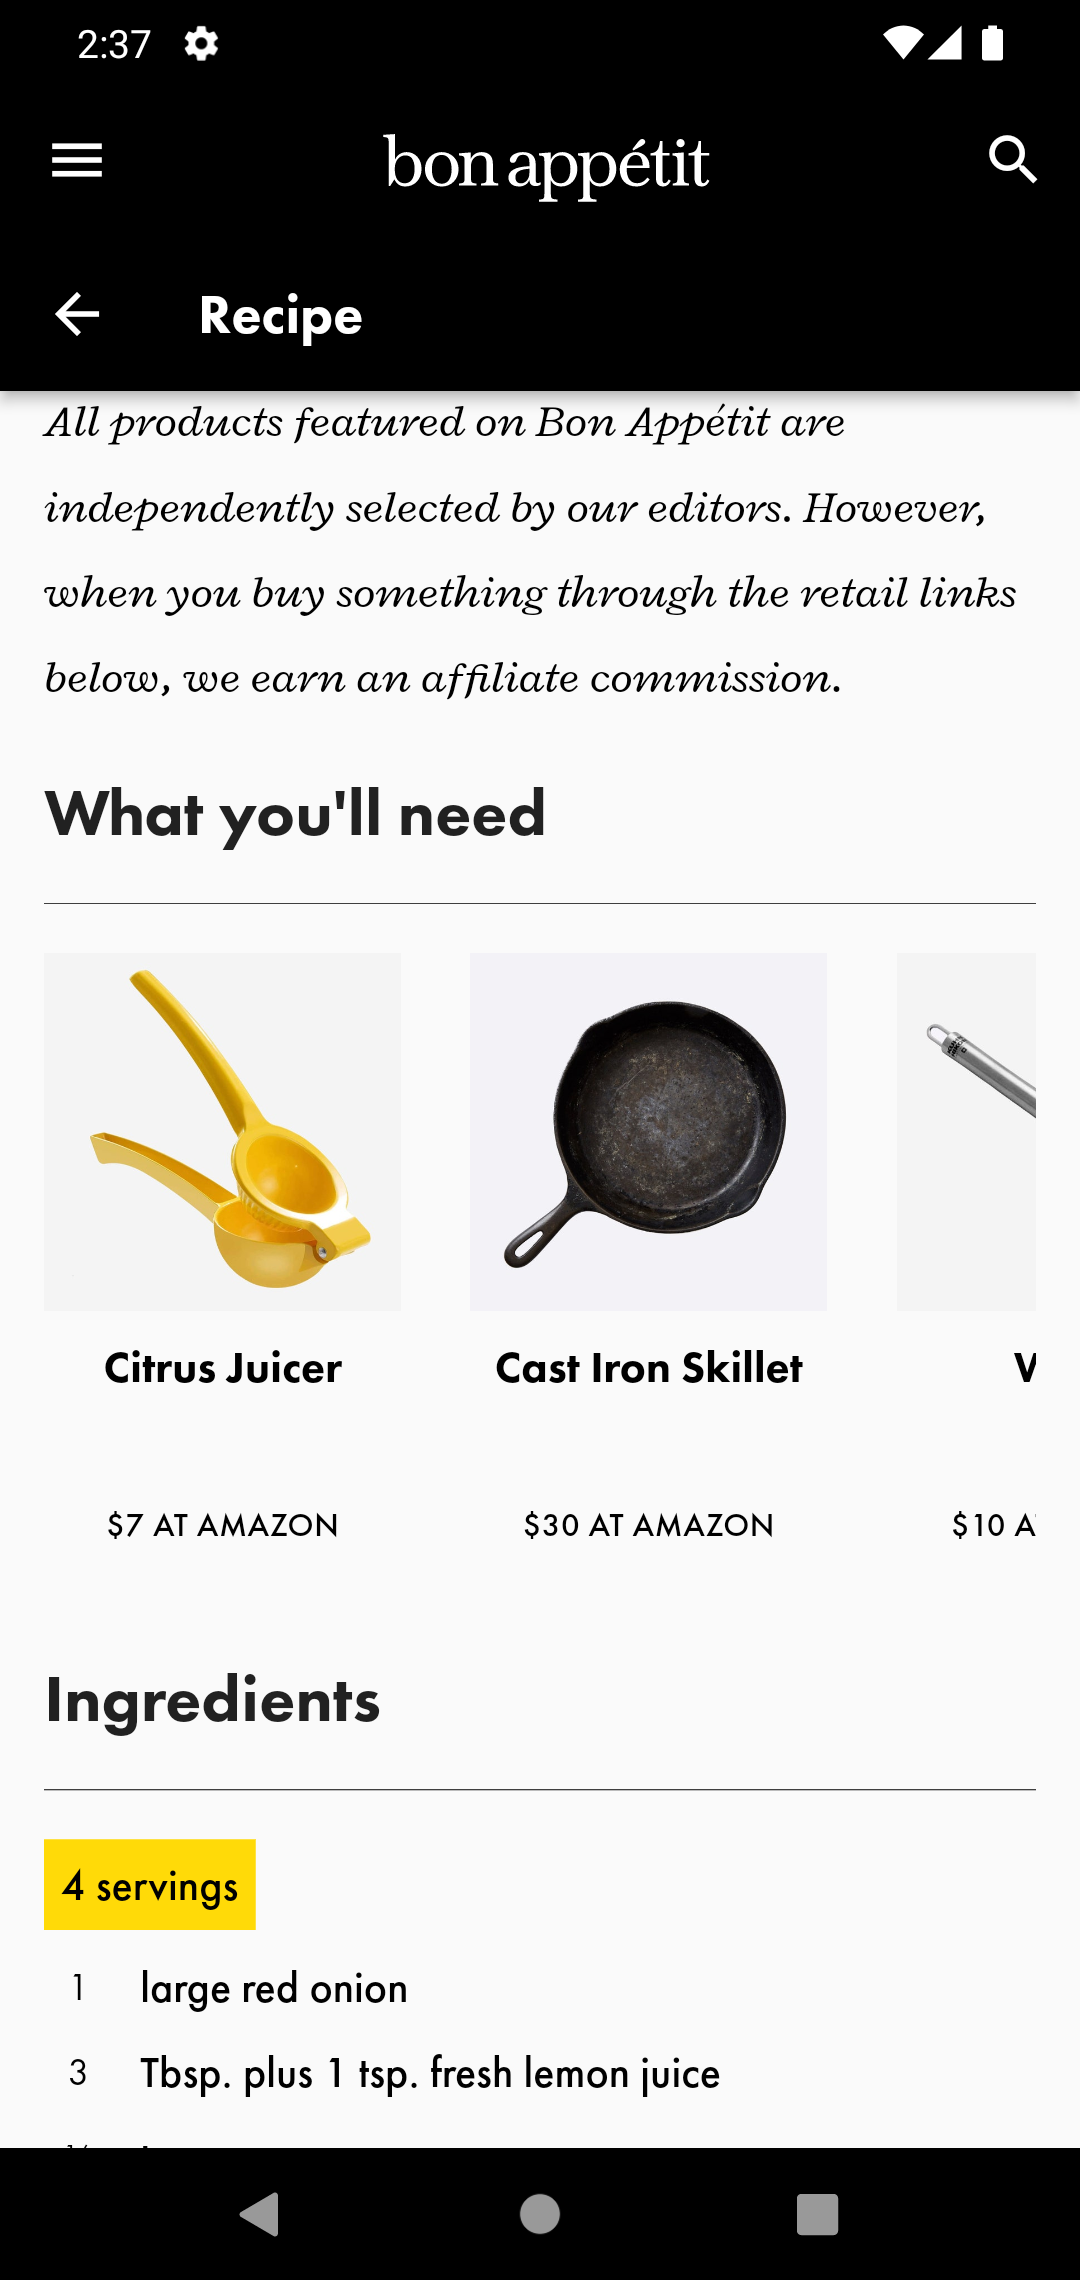 2:37
bon appétit
Recipe
All products featured on Bon Appétit are
independently selected by our editors. However,
when you buy something through the retail links
below, we earn an affiliate commission.
What you'll need
Citrus Juicer
Cast Iron Skillet
$7 AT AMAZON
$30 AT AMAZON
$10 A
Ingredients
4 servings
1 large red onion
3 Tbsp. plus 1 tsp. fresh lemon juice